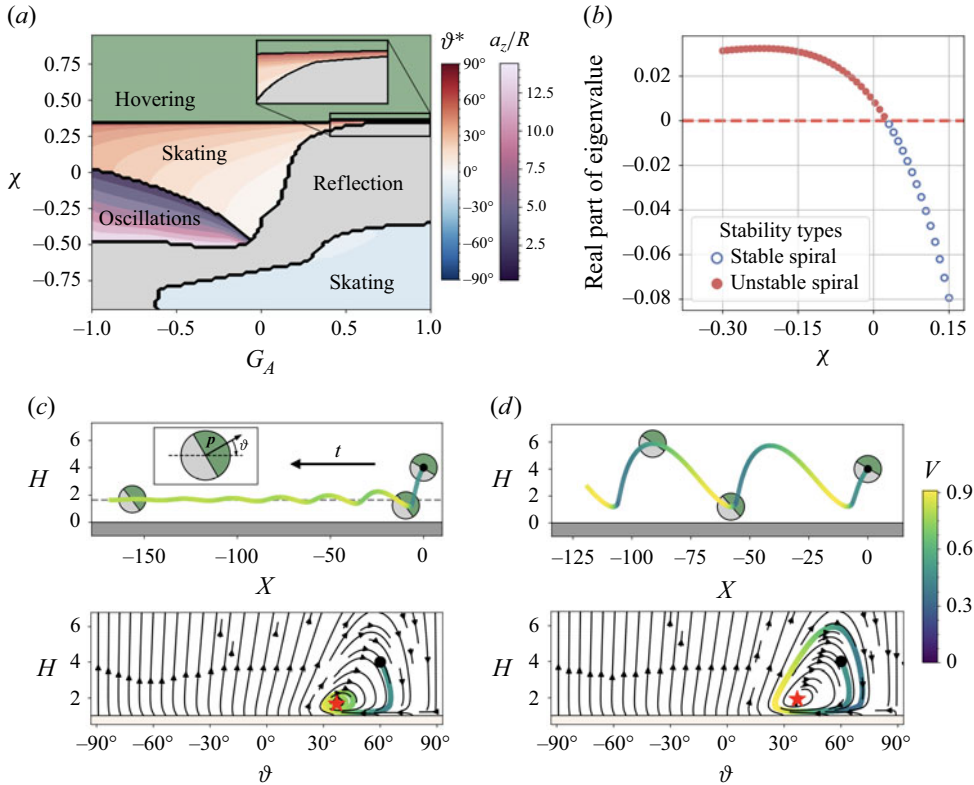 (a)
ϑ* a_z/R
0.75
0.50
0.25
0
−0.25
−0.50
−0.75
χ
Hovering
Skating
Reflection
Oscillations
Skating
−1.0 −0.5 0 0.5 1.0
G_A
90°
60°
30°
0°
−30°
−60°
−90°
12.5
10.0
7.5
5.0
2.5
(b)
Real part of eigenvalue
0.02
0
−0.02
−0.04
−0.06
−0.08
Stability types
Stable spiral
Unstable spiral
−0.30 −0.15 0 0.15
χ
(c)
H
6
4
2
0
p ϑ
t
−150 −100 −50 0
X
H
6
4
2
−90° −60° −30° 0° 30° 60° 90°
ϑ
(d)
H
6
4
2
0
−125 −100 −75 −50 −25 0
X
H
6
4
2
−90° −60° −30° 0° 30° 60° 90°
ϑ
V
0.9
0.6
0.3
0